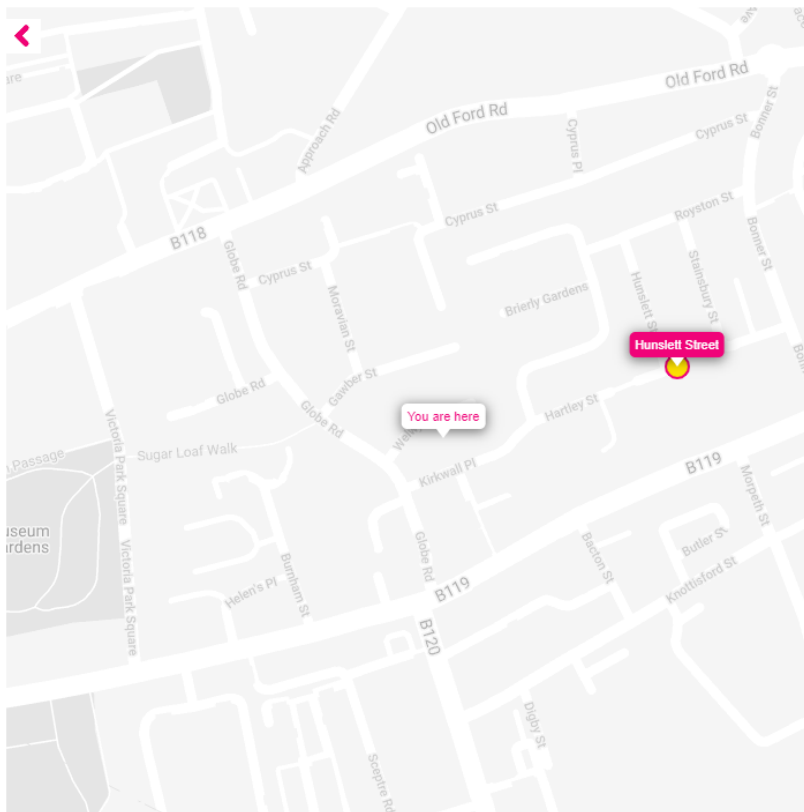 Old Ford Rd
Old Ford Rd
Approach Rd
Cyprus Pl
Cyprus St
Bonner St
Royston St
Cyprus St
B118
Globe Rd
Cyprus St
Moravian St
Brierly Gardens
Hunslett St
Stainsbury St
Bonner St
Hunslett Street
Gawber St
Globe Rd
Globe Rd
You are here
Hartley St
Victoria Park Square
Sugar Loaf Walk
Passage
Kirkwall Pl
B119
Morpeth St
Globe Rd
Bacton St
Butler St
Victoria Park Square
Burnham St
Helen's Pl
B119
Knottisford St
B120
Digby St
Sceptre Rd